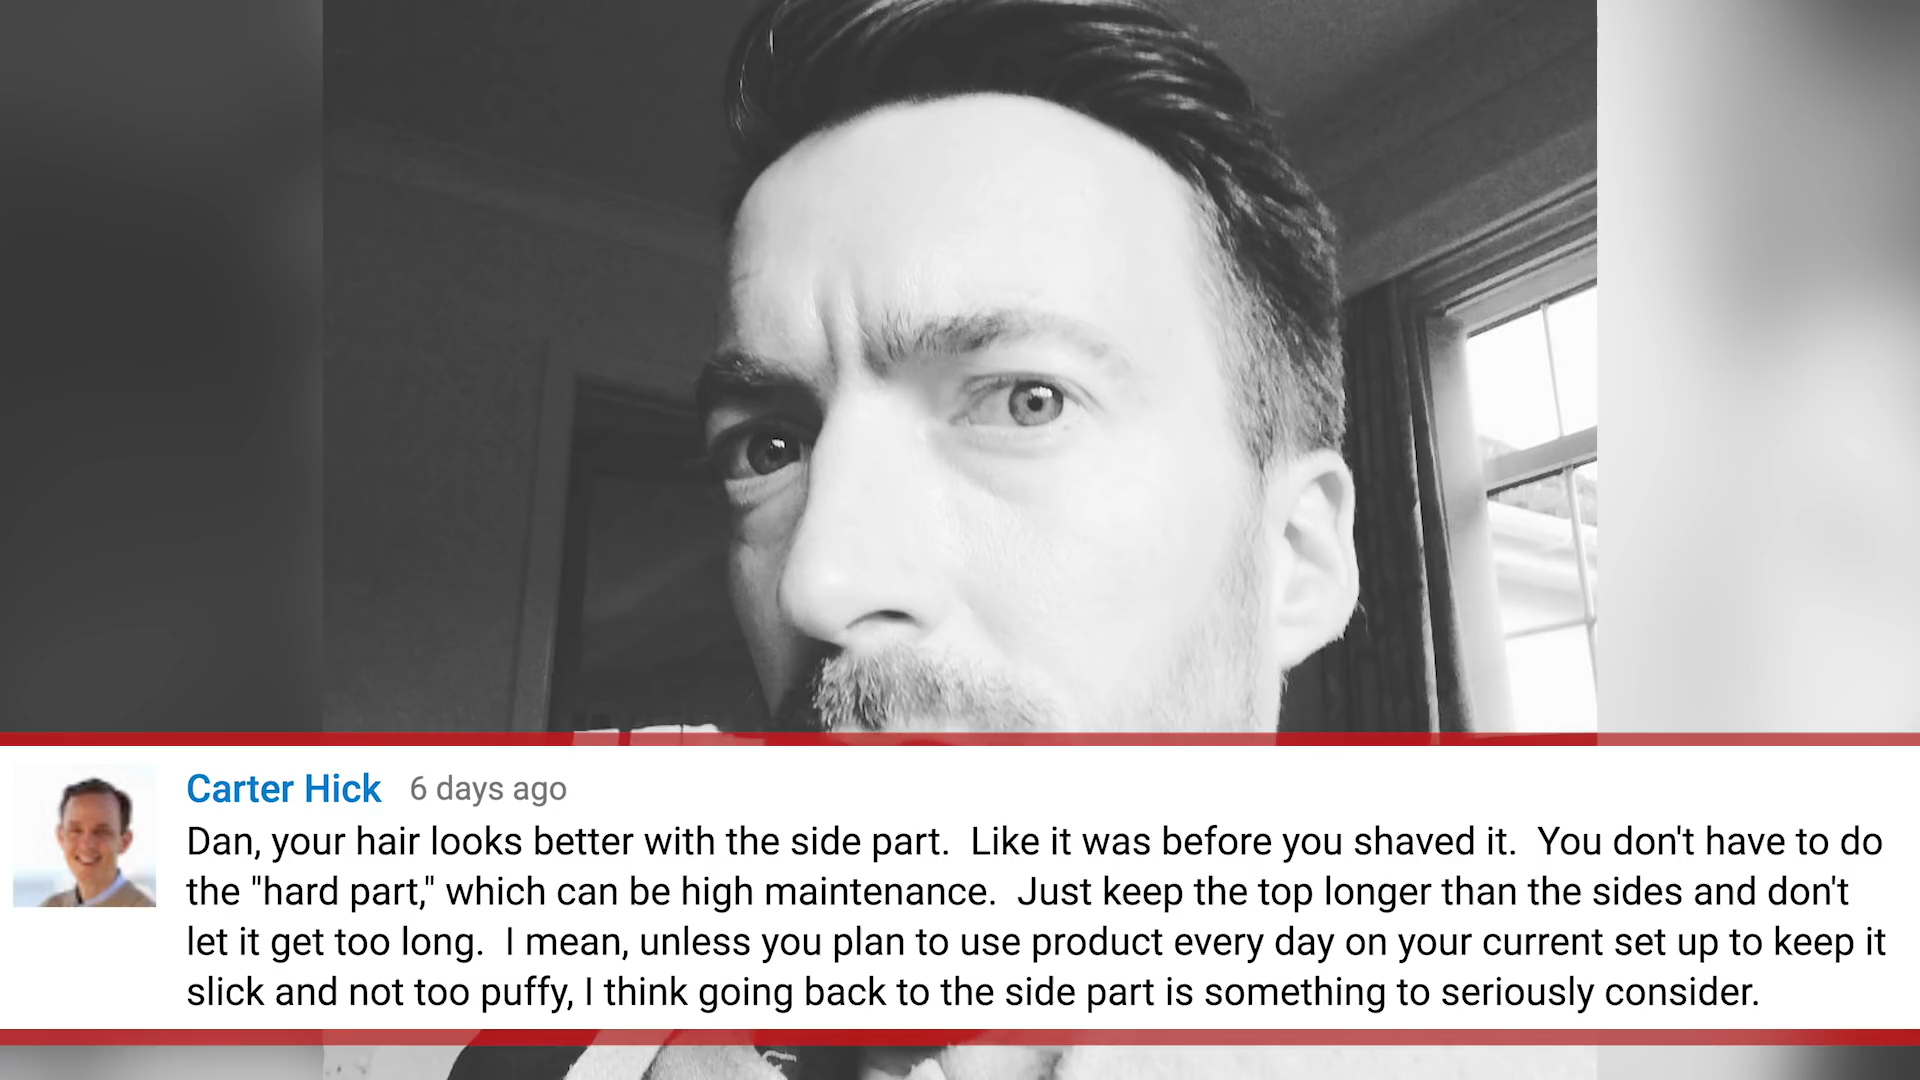 Carter Hick 6 days ago
Dan, your hair looks better with the side part.  Like it was before you shaved it.  You don't have to do
the "hard part," which can be high maintenance.  Just keep the top longer than the sides and don't
let it get too long.  I mean, unless you plan to use product every day on your current set up to keep it
slick and not too puffy, I think going back to the side part is something to seriously consider.